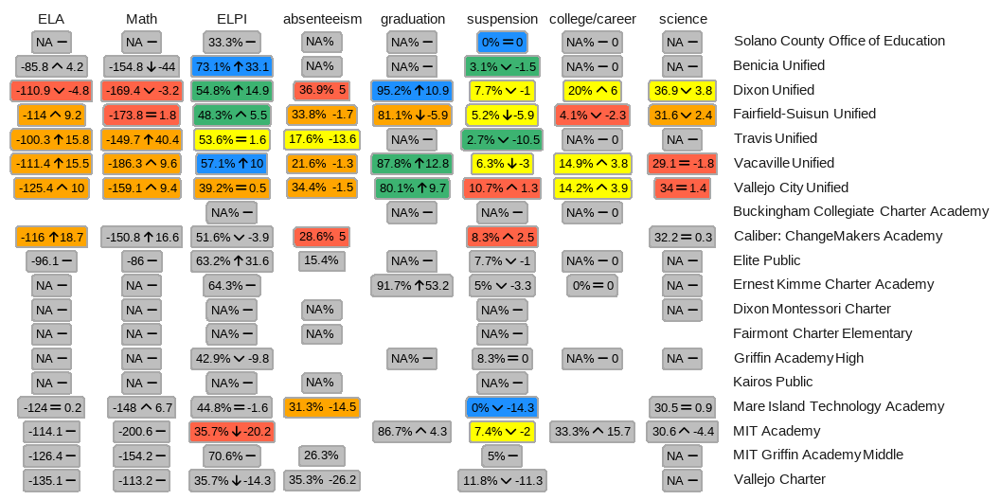 ELA Math ELPI absenteeism graduation suspension college/career science
NA – NA – 33.3% – NA% NA% – 0% = 0 NA% – 0 NA – Solano County Office of Education
-85.8 ^ 4.2 -154.8 ↓ -44 73.1% ↑ 33.1 NA% NA% – 3.1% ⌄ -1.5 NA% – 0 NA – Benicia Unified
-110.9 ⌄ -4.8 -169.4 ⌄ -3.2 54.8% ↑ 14.9 36.9% 5 95.2% ↑ 10.9 7.7% ⌄ -1 20% ^ 6 36.9 ⌄ 3.8 Dixon Unified
-114 ^ 9.2 -173.8 = 1.8 48.3% ^ 5.5 33.8% -1.7 81.1% ↓ -5.9 5.2% ↓ -5.9 4.1% ⌄ -2.3 31.6 ⌄ 2.4 Fairfield-Suisun Unified
-100.3 ↑ 15.8 -149.7 ↑ 40.4 53.6% = 1.6 17.6% -13.6 NA% – 2.7% ⌄ -10.5 NA% – 0 NA – Travis Unified
-111.4 ↑ 15.5 -186.3 ^ 9.6 57.1% ↑ 10 21.6% -1.3 87.8% ↑ 12.8 6.3% ↓ -3 14.9% ^ 3.8 29.1 = -1.8 Vacaville Unified
-125.4 ^ 10 -159.1 ^ 9.4 39.2% = 0.5 34.4% -1.5 80.1% ↑ 9.7 10.7% ^ 1.3 14.2% ^ 3.9 34 = 1.4 Vallejo City Unified
NA% – NA% – NA% – NA% – 0 Buckingham Collegiate Charter Academy
-116 ↑ 18.7 -150.8 ↑ 16.6 51.6% ⌄ -3.9 28.6% 5 8.3% ^ 2.5 32.2 = 0.3 Caliber: ChangeMakers Academy
-96.1 – -86 – 63.2% ↑ 31.6 15.4% NA% – 7.7% ⌄ -1 NA% – 0 NA – Elite Public
NA – NA – 64.3% – 91.7% ↑ 53.2 5% ⌄ -3.3 0% = 0 NA – Ernest Kimme Charter Academy
NA – NA – NA% – NA% NA% – NA – Dixon Montessori Charter
NA – NA – NA% – NA% NA% – Fairmont Charter Elementary
NA – NA – 42.9% ⌄ -9.8 NA% – 8.3% = 0 NA% – 0 NA – Griffin Academy High
NA – NA – NA% – NA% NA% – Kairos Public
-124 = 0.2 -148 ^ 6.7 44.8% = -1.6 31.3% -14.5 0% ⌄ -14.3 30.5 = 0.9 Mare Island Technology Academy
-114.1 – -200.6 – 35.7% ↓ -20.2 86.7% ^ 4.3 7.4% ⌄ -2 33.3% ^ 15.7 30.6 ^ -4.4 MIT Academy
-126.4 – -154.2 – 70.6% – 26.3% 5% – NA – MIT Griffin Academy Middle
-135.1 – -113.2 – 35.7% ↓ -14.3 35.3% -26.2 11.8% ⌄ -11.3 NA – Vallejo Charter